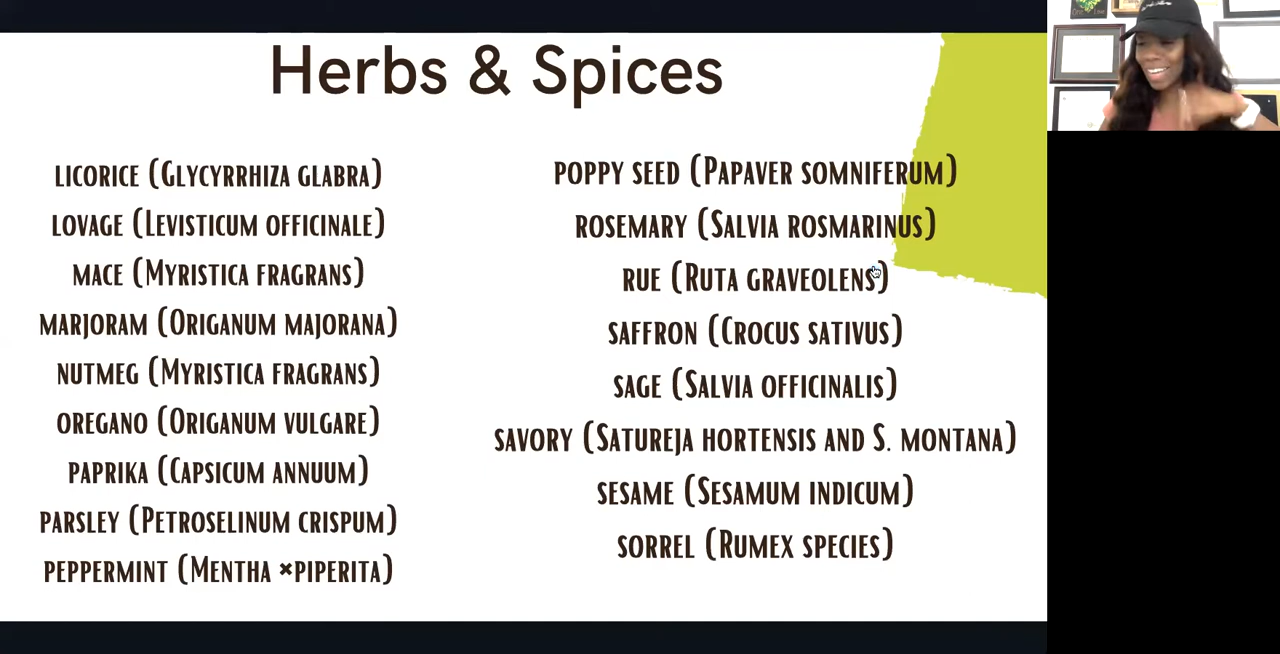 Herbs & Spices
LICORICE (GLYCYRRHIZA GLABRA)
LOVAGE (LEVISTICUM OFFICINALE)
MACE (MYRISTICA FRAGRANS)
MARJORAM (ORIGANUM MAJORANA)
NUTMEG (MYRISTICA FRAGRANS)
OREGANO (ORIGANUM VULGARE)
PAPRIKA (CAPSICUM ANNUUM)
PARSLEY (PETROSELINUM CRISPUM)
PEPPERMINT (MENTHA ×PIPERITA)
POPPY SEED (PAPAVER SOMNIFERUM)
ROSEMARY (SALVIA ROSMARINUS)
RUE (RUTA GRAVEOLENS)
SAFFRON (CROCUS SATIVUS)
SAGE (SALVIA OFFICINALIS)
SAVORY (SATUREJA HORTENSIS AND S. MONTANA)
SESAME (SESAMUM INDICUM)
SORREL (RUMEX SPECIES)